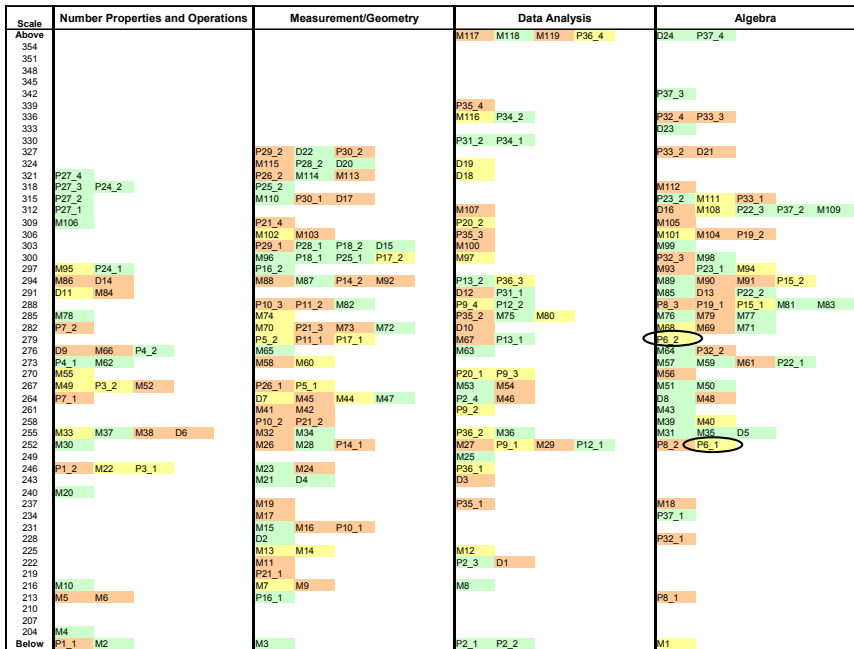 Scale Number Properties and Operations Measurement/Geometry Data Analysis Algebra
Above M117 M118 M119 P36_4 D24 P37_4
354
351
348
345
342 P37_3
339 P35_4
336 M116 P34_2 P32_4 P33_3
333 D23
330 P31_2 P34_1
327 P29_2 D22 P30_2 P33_2 D21
324 M115 P28_2 D20 D19
321 P27_4 P26_2 M114 M113 D18
318 P27_3 P24_2 P25_2 M112
315 P27_2 M110 P30_1 D17 P23_2 M111 P33_1
312 P27_1 M107 D16 M108 P22_3 P37_2 M109
309 M106 P21_4 P20_2 M105
306 M102 M103 P35_3 M101 M104 P19_2
303 P29_1 P28_1 P18_2 D15 M100 M99
300 M96 P18_1 P25_1 P17_2 M97 P32_3 M98
297 M95 P24_1 P16_2 M93 P23_1 M94
294 M86 D14 M88 M87 P14_2 M92 P13_2 P36_3 M89 M90 M91 P15_2
291 D11 M84 D12 P31_1 M85 D13 P22_2
288 P10_3 P11_2 M82 P9_4 P12_2 P8_3 P19_1 P15_1 M81 M83
285 M78 M74 P35_2 M75 M80 M76 M79 M77
282 P7_2 M70 P21_3 M73 M72 D10 M68 M69 M71
279 P5_2 P11_1 P17_1 M67 P13_1 P6_2
276 D9 M66 P4_2 M65 M63 M64 P32_2
273 P4_1 M62 M58 M60 M57 M59 M61 P22_1
270 M55 P20_1 P9_3 M56
267 M49 P3_2 M52 P26_1 P5_1 M53 M54 M51 M50
264 P7_1 D7 M45 M44 M47 P2_4 M46 D8 M48
261 M41 M42 P9_2 M43
258 P10_2 P21_2 M39 M40
255 M33 M37 M38 D6 M32 M34 P36_2 M36 M31 M35 D5
252 M30 M26 M28 P14_1 M27 P9_1 M29 P12_1 P8_2 P6_1
249 M25
246 P1_2 M22 P3_1 M23 M24 P36_1
243 M21 D4 D3
240 M20
237 M19 P35_1 M18
234 M17 P37_1
231 M15 M16 P10_1
228 D2 P32_1
225 M13 M14 M12
222 M11 P2_3 D1
219 P21_1
216 M10 M7 M9 M8
213 M5 M6 P16_1 P8_1
210
207
204 M4
Below P1_1 M2 M3 P2_1 P2_2 M1